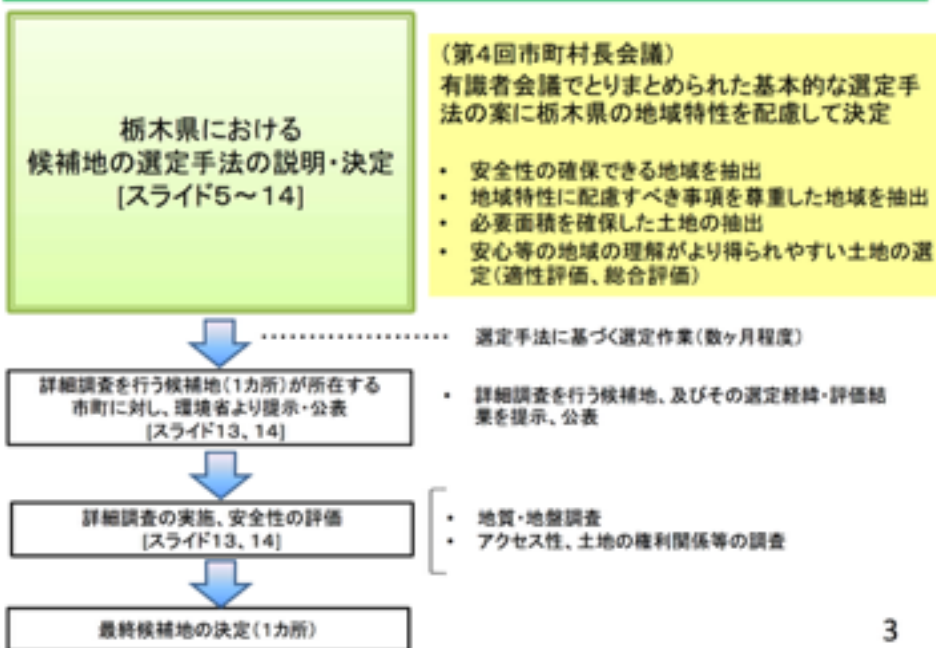 栃木県における
候補地の選定手法の説明・決定
[スライド5～14]
(第4回市町村長会議)
有識者会議でとりまとめられた基本的な選定手
法の案に栃木県の地域特性を配慮して決定
• 安全性の確保できる地域を抽出
• 地域特性に配慮すべき事項を尊重した地域を抽出
• 必要面積を確保した土地の抽出
• 安心等の地域の理解がより得られやすい土地の選
定(適性評価、総合評価)
選定手法に基づく選定作業(数ヶ月程度)
詳細調査を行う候補地(1カ所)が所在する
市町に対し、環境省より提示・公表
[スライド13、14]
• 詳細調査を行う候補地、及びその選定経緯・評価結
果を提示、公表
詳細調査の実施、安全性の評価
[スライド13、14]
• 地質・地盤調査
• アクセス性、土地の権利関係等の調査
最終候補地の決定(1カ所)
3